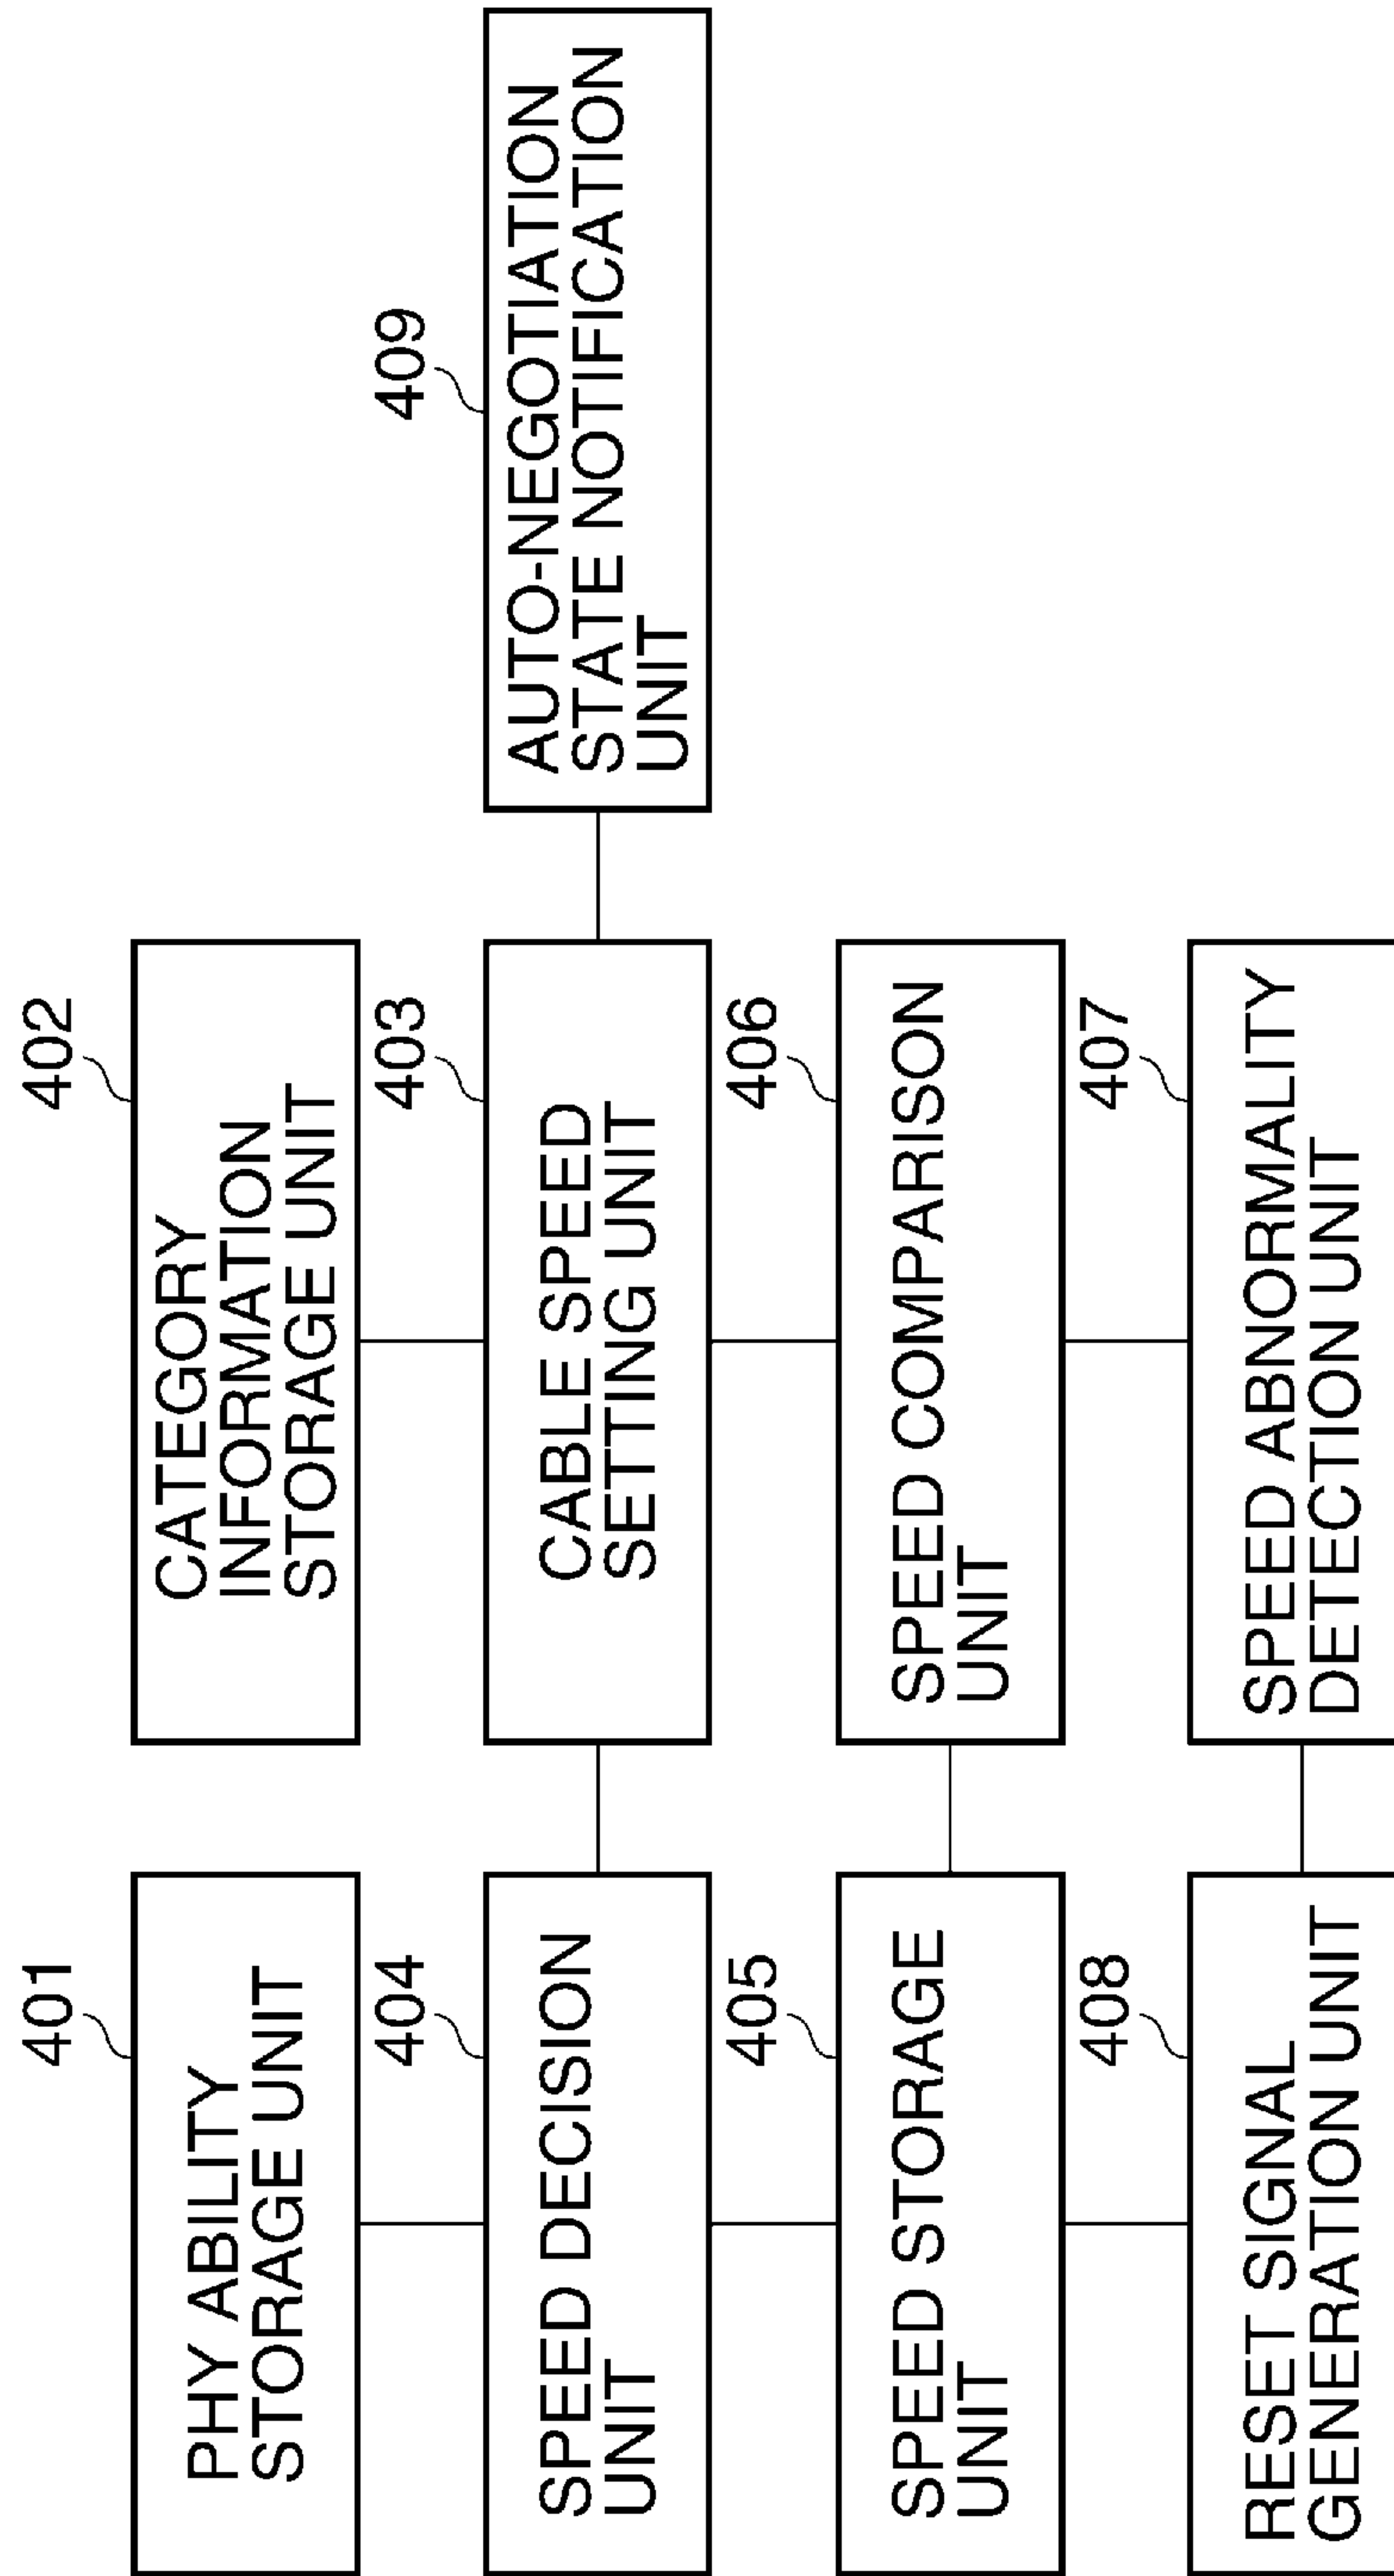 401
PHY ABILITY
STORAGE UNIT
402
CATEGORY
INFORMATION
STORAGE UNIT
404
SPEED DECISION
UNIT
403
CABLE SPEED
SETTING UNIT
409
AUTO-NEGOTIATION
STATE NOTIFICATION
UNIT
405
SPEED STORAGE
UNIT
406
SPEED COMPARISON
UNIT
408
RESET SIGNAL
GENERATION UNIT
407
SPEED ABNORMALITY
DETECTION UNIT